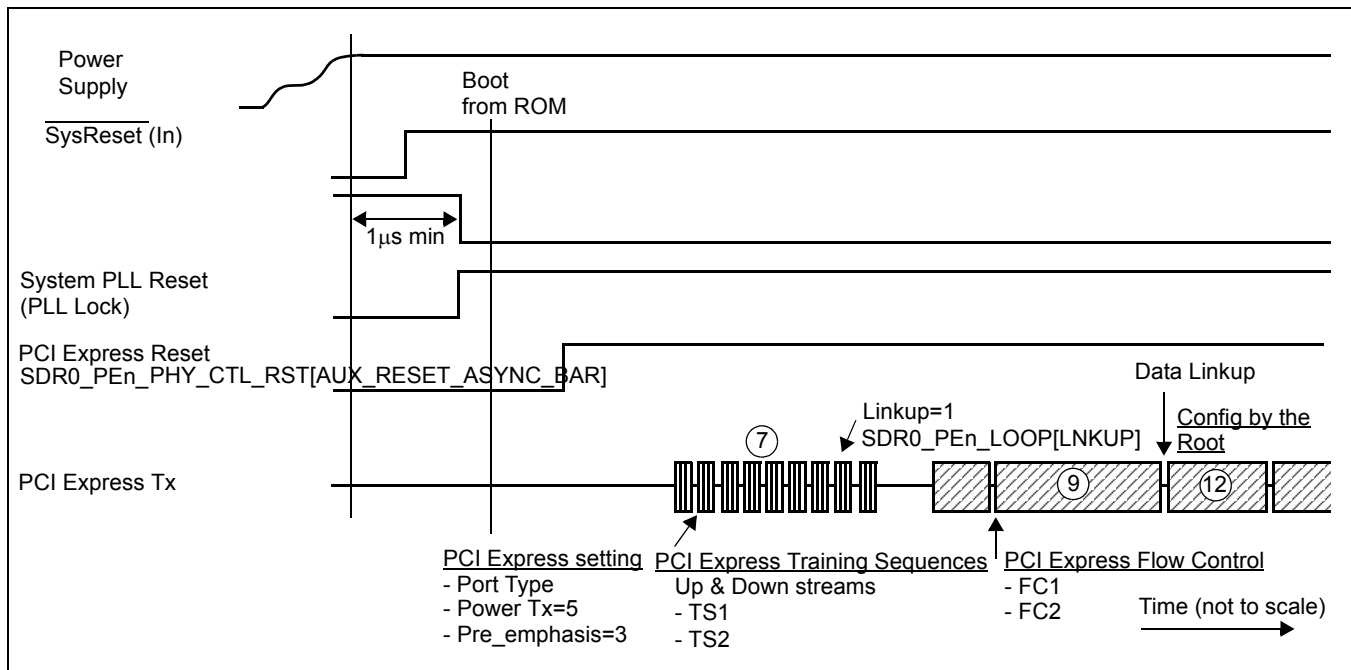 Power
Supply
SysReset (In)
Boot
from ROM
1μs min
System PLL Reset
(PLL Lock)
PCI Express Reset
SDR0_PEn_PHY_CTL_RST[AUX_RESET_ASYNC_BAR]
Data Linkup
Linkup=1
SDR0_PEn_LOOP[LNKUP]
Config by the
Root
7
PCI Express Tx
9
12
PCI Express setting
- Port Type
- Power Tx=5
- Pre_emphasis=3
PCI Express Training Sequences
Up & Down streams
- TS1
- TS2
PCI Express Flow Control
- FC1
- FC2
Time (not to scale)